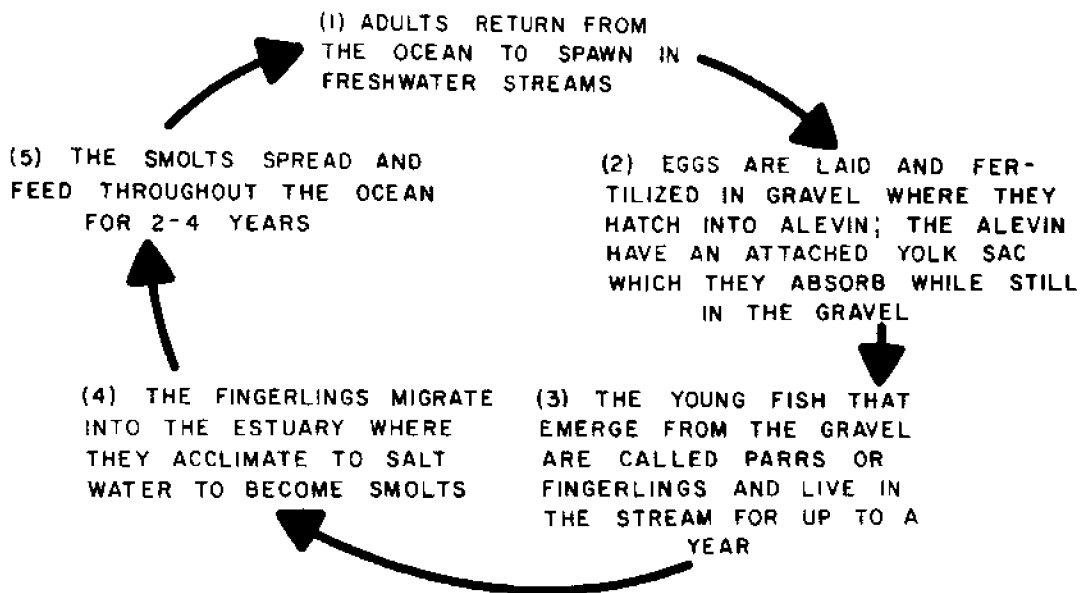 (1) ADULTS RETURN FROM
THE OCEAN TO SPAWN IN
FRESHWATER STREAMS
(2) EGGS ARE LAID AND FER-
TILIZED IN GRAVEL WHERE THEY
HATCH INTO ALEVIN; THE ALEVIN
HAVE AN ATTACHED YOLK SAC
WHICH THEY ABSORB WHILE STILL
IN THE GRAVEL
(3) THE YOUNG FISH THAT
EMERGE FROM THE GRAVEL
ARE CALLED PARRS OR
FINGERLINGS AND LIVE IN
THE STREAM FOR UP TO A
YEAR
(4) THE FINGERLINGS MIGRATE
INTO THE ESTUARY WHERE
THEY ACCLIMATE TO SALT
WATER TO BECOME SMOLTS
(5) THE SMOLTS SPREAD AND
FEED THROUGHOUT THE OCEAN
FOR 2-4 YEARS